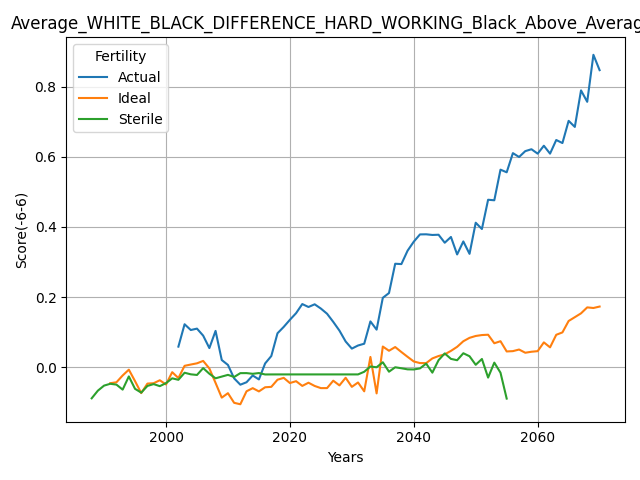 Average_WHITE_BLACK_DIFFERENCE_HARD_WORKING_Black_Above_Averag
Fertility
Actual
Ideal
Sterile
Score(-6-6)
0.8
0.6
0.4
0.2
0.0
2000 2020 2040 2060
Years